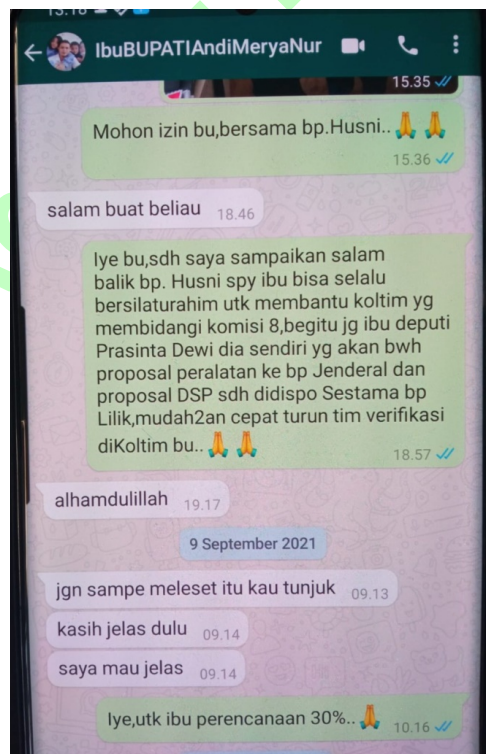 IbuBUPATIAndiMeryaNur
15.35
Mohon izin bu,bersama bp.Husni..🙏 🙏
15.36
salam buat beliau 18.46
Iye bu,sdh saya sampaikan salam
balik bp. Husni spy ibu bisa selalu
bersilaturahim utk membantu koltim yg
membidangi komisi 8,begitu jg ibu deputi
Prasinta Dewi dia sendiri yg akan bwh
proposal peralatan ke bp Jenderal dan
proposal DSP sdh didispo Sestama bp
Lilik,mudah2an cepat turun tim verifikasi
diKoltim bu..🙏 🙏
18.57
alhamdulillah 19.17
9 September 2021
jgn sampe meleset itu kau tunjuk 09.13
kasih jelas dulu 09.14
saya mau jelas 09.14
Iye,utk ibu perencanaan 30%..🙏 10.16